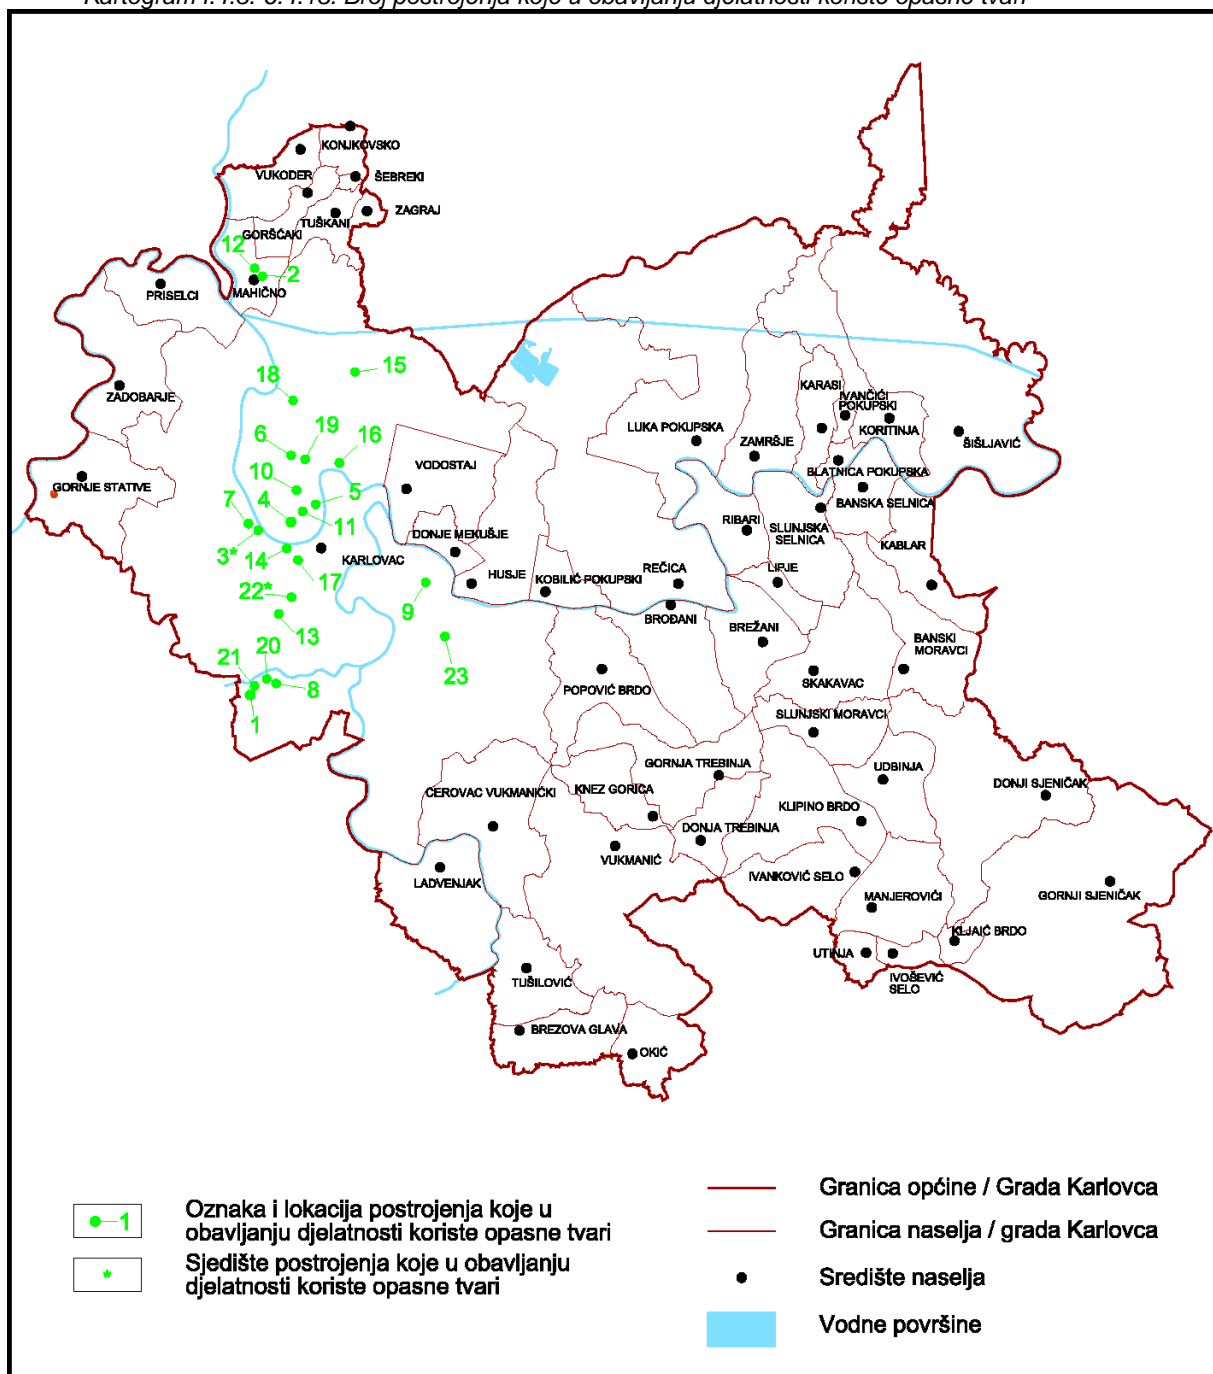 KONJKOVSKO
VUKODER
ŠEBREKI
ZAGRAJ
TUŠKANI
GORŠĆAKI
12
2
PRISELCI
MAHIČNO
15
ZADOBARJE
18
KARASI
IVANČIĆI
POKUPSKI
LUKA POKUPSKA
KORITINJA
ŠIŠLJAVIĆ
6
19
16
ZAMRŠJE
VODOSTAJ
BLATNICA POKUPSKA
GORNJE STATIVE
10
5
BANSKA SELNICA
7
4
11
RIBARI
SLUNJSKA
SELNICA
DONJE MEKUŠJE
3*
14
KARLOVAC
KABLAR
LIPJE
22*
17
9
HUSJE
KOBILIĆ POKUPSKI
REČICA
BROĐANI
13
BREŽANI
BANSKI
MORAVCI
21
20
8
23
POPOVIĆ BRDO
SKAKAVAC
1
SLUNJSKI MORAVCI
GORNJA TREBINJA
UDBINJA
DONJI SJENIČAK
CEROVAC VUKMANIĆKI
KNEZ GORICA
KLIPINO BRDO
DONJA TREBINJA
VUKMANIĆ
LADVENJAK
IVANKOVIĆ SELO
MANJEROVIĆI
GORNJI SJENIČAK
KLJAIĆ BRDO
UTINJA
IVOŠEVIĆ
SELO
TUŠILOVIĆ
BREZOVA GLAVA
OKIĆ
1
Oznaka i lokacija postrojenja koje u
obavljanju djelatnosti koriste opasne tvari
*
Sjedište postrojenja koje u obavljanju
djelatnosti koriste opasne tvari
Granica općine / Grada Karlovca
Granica naselja / grada Karlovca
Središte naselja
Vodne površine